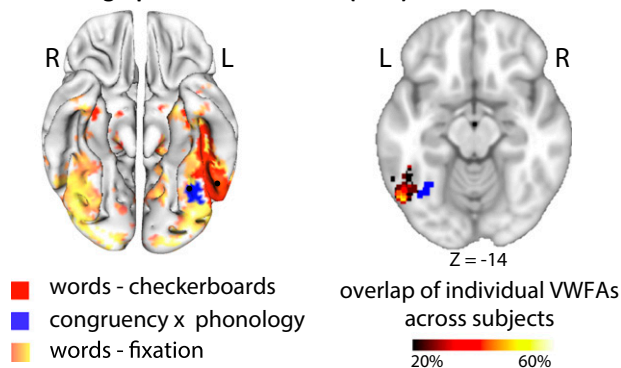 R
L
L
R
Z = -14
words - checkerboards
congruency x phonology
words - fixation
overlap of individual VWFAs
across subjects
20%
60%